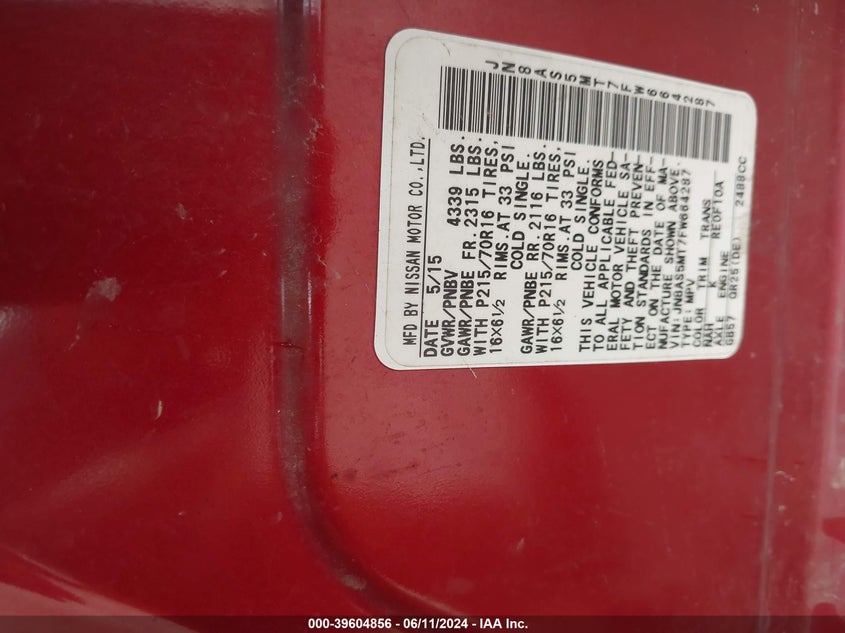 JN8AS5MT7FW664287
MFD BY NISSAN MOTOR CO.,LTD.
DATE 5/15
GVWR/PNBV 4339 LBS.
GAWR/PNBE FR.2315 LBS.
WITH P215/70R16 TIRES,
16X6½ RIMS.AT 33 PSI
COLD SINGLE.
GAWR/PNBE RR.2116 LBS.
WITH P215/70R16 TIRES,
16X6½ RIMS.AT 33 PSI
COLD SINGLE.
THIS VEHICLE CONFORMS
TO ALL APPLICABLE FED-
ERAL MOTOR VEHICLE SA-
FETY AND THEFT PREVEN-
TION STANDARDS IN EFF-
ECT ON THE DATE OF MA-
NUFACTURE SHOWN ABOVE.
VIN:JN8AS5MT7FW664287
TYPE: MPV
COLOR TRIM TRANS
NAH K RE0F10A
AXLE ENGINE
GB57 QR25(DE) 2488CC
000-39604856 - 06/11/2024 - IAA Inc.